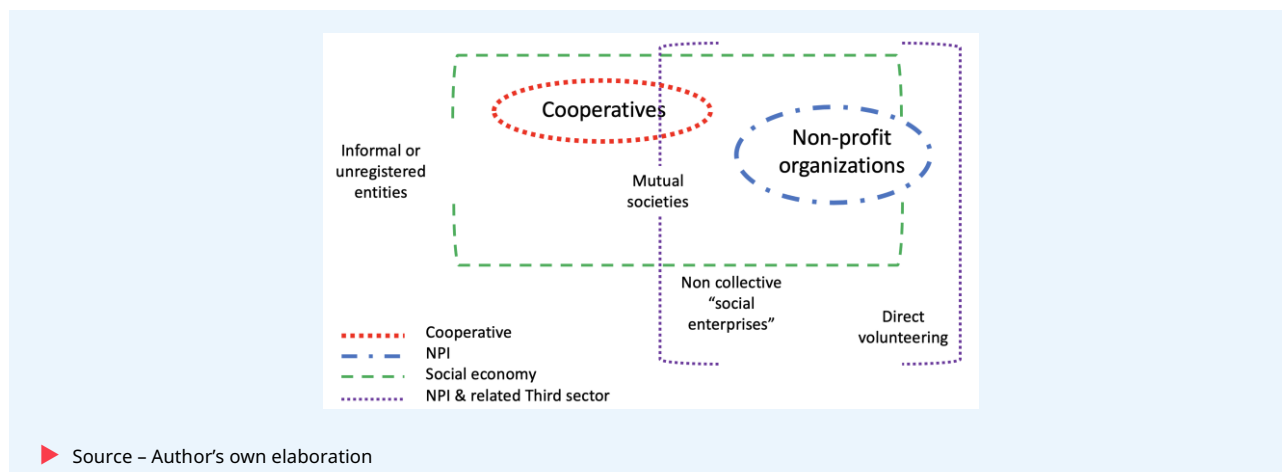 Cooperatives
Non-profit
organizations
Informal or
unregistered
entities
Mutual
societies
Non collective
“social
enterprises”
Direct
volunteering
Cooperative
NPI
Social economy
NPI & related Third sector
Source – Author’s own elaboration